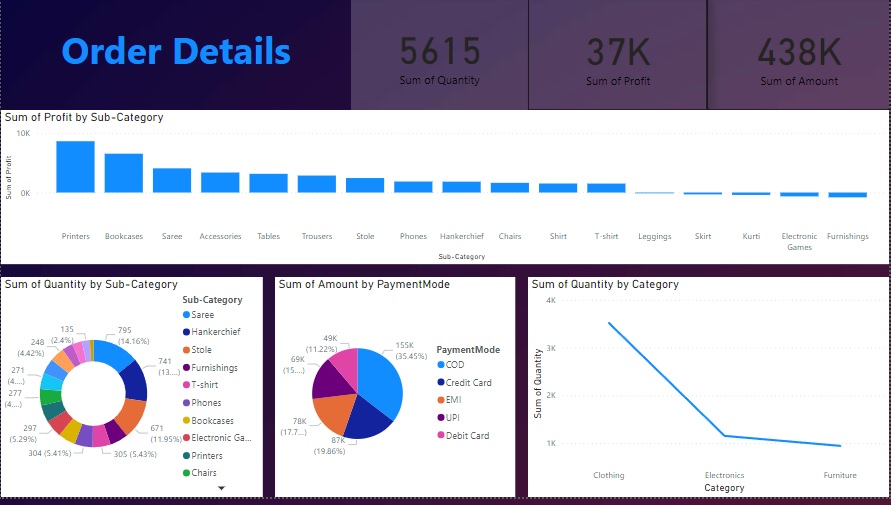 Order Details
5615
Sum of Quantity
37K
Sum of Profit
438K
Sum of Amount
Sum of Profit by Sub-Category
10K
0K
Sum of Profit
Printers Bookcases Saree Accessories Tables Trousers Stole Phones Hankerchief Chairs Shirt T-shirt Leggings Skirt Kurti Electronic Furnishings
Games
Sub-Category
Sum of Quantity by Sub-Category
795
(14.16%)
741
(13....)
671
(11.95%)
305 (5.43%)
304 (5.41%)
297
(5.29%)
277
(4....)
271
(4....)
248
(4.42%)
135
(2.4%)
Sub-Category
Saree
Hankerchief
Stole
Furnishings
T-shirt
Phones
Bookcases
Electronic Ga...
Printers
Chairs
Sum of Amount by PaymentMode
155K
(35.45%)
87K
(19.86%)
78K
(17.7...)
69K
(15....)
49K
(11.22%)
PaymentMode
COD
Credit Card
EMI
UPI
Debit Card
Sum of Quantity by Category
4K
3K
2K
1K
Sum of Quantity
Clothing Electronics Furniture
Category